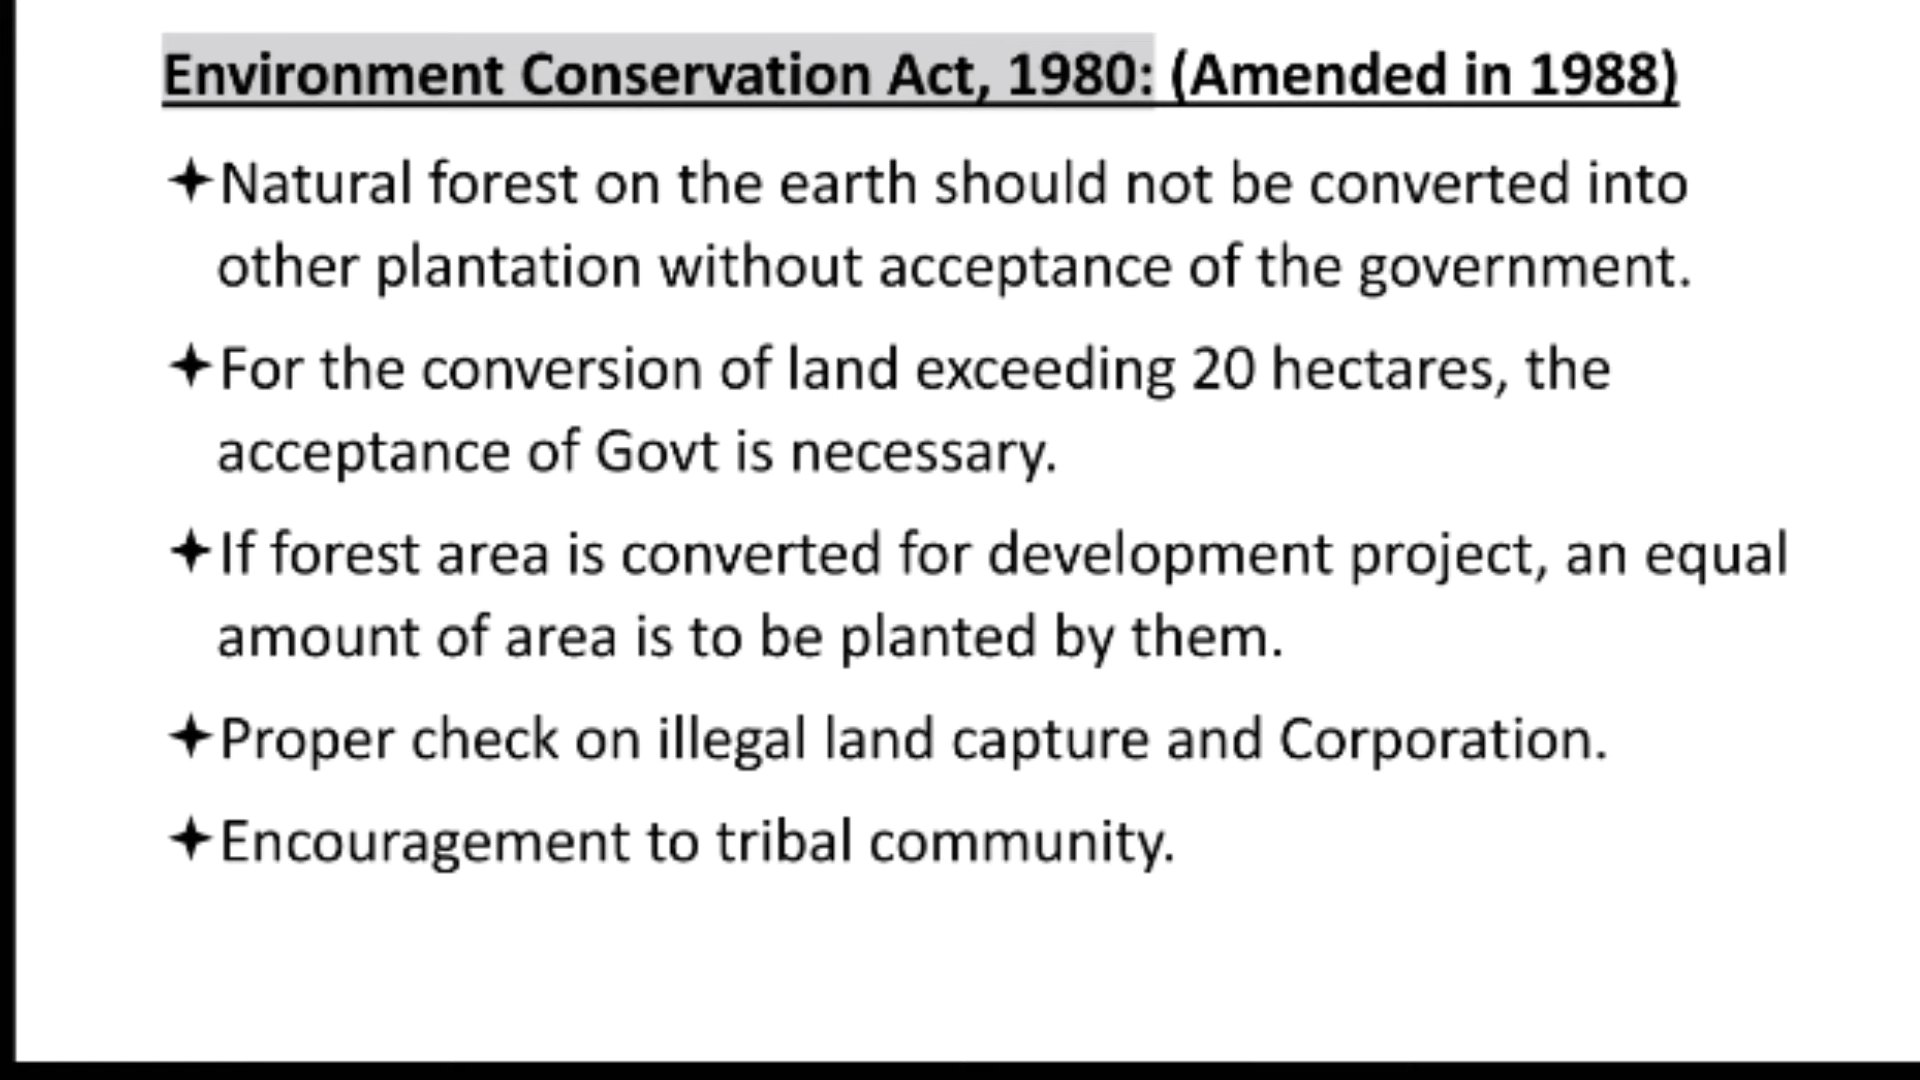 Environment Conservation Act, 1980: (Amended in 1988)
✦Natural forest on the earth should not be converted into
other plantation without acceptance of the government.
✦For the conversion of land exceeding 20 hectares, the
acceptance of Govt is necessary.
✦If forest area is converted for development project, an equal
amount of area is to be planted by them.
✦Proper check on illegal land capture and Corporation.
✦Encouragement to tribal community.